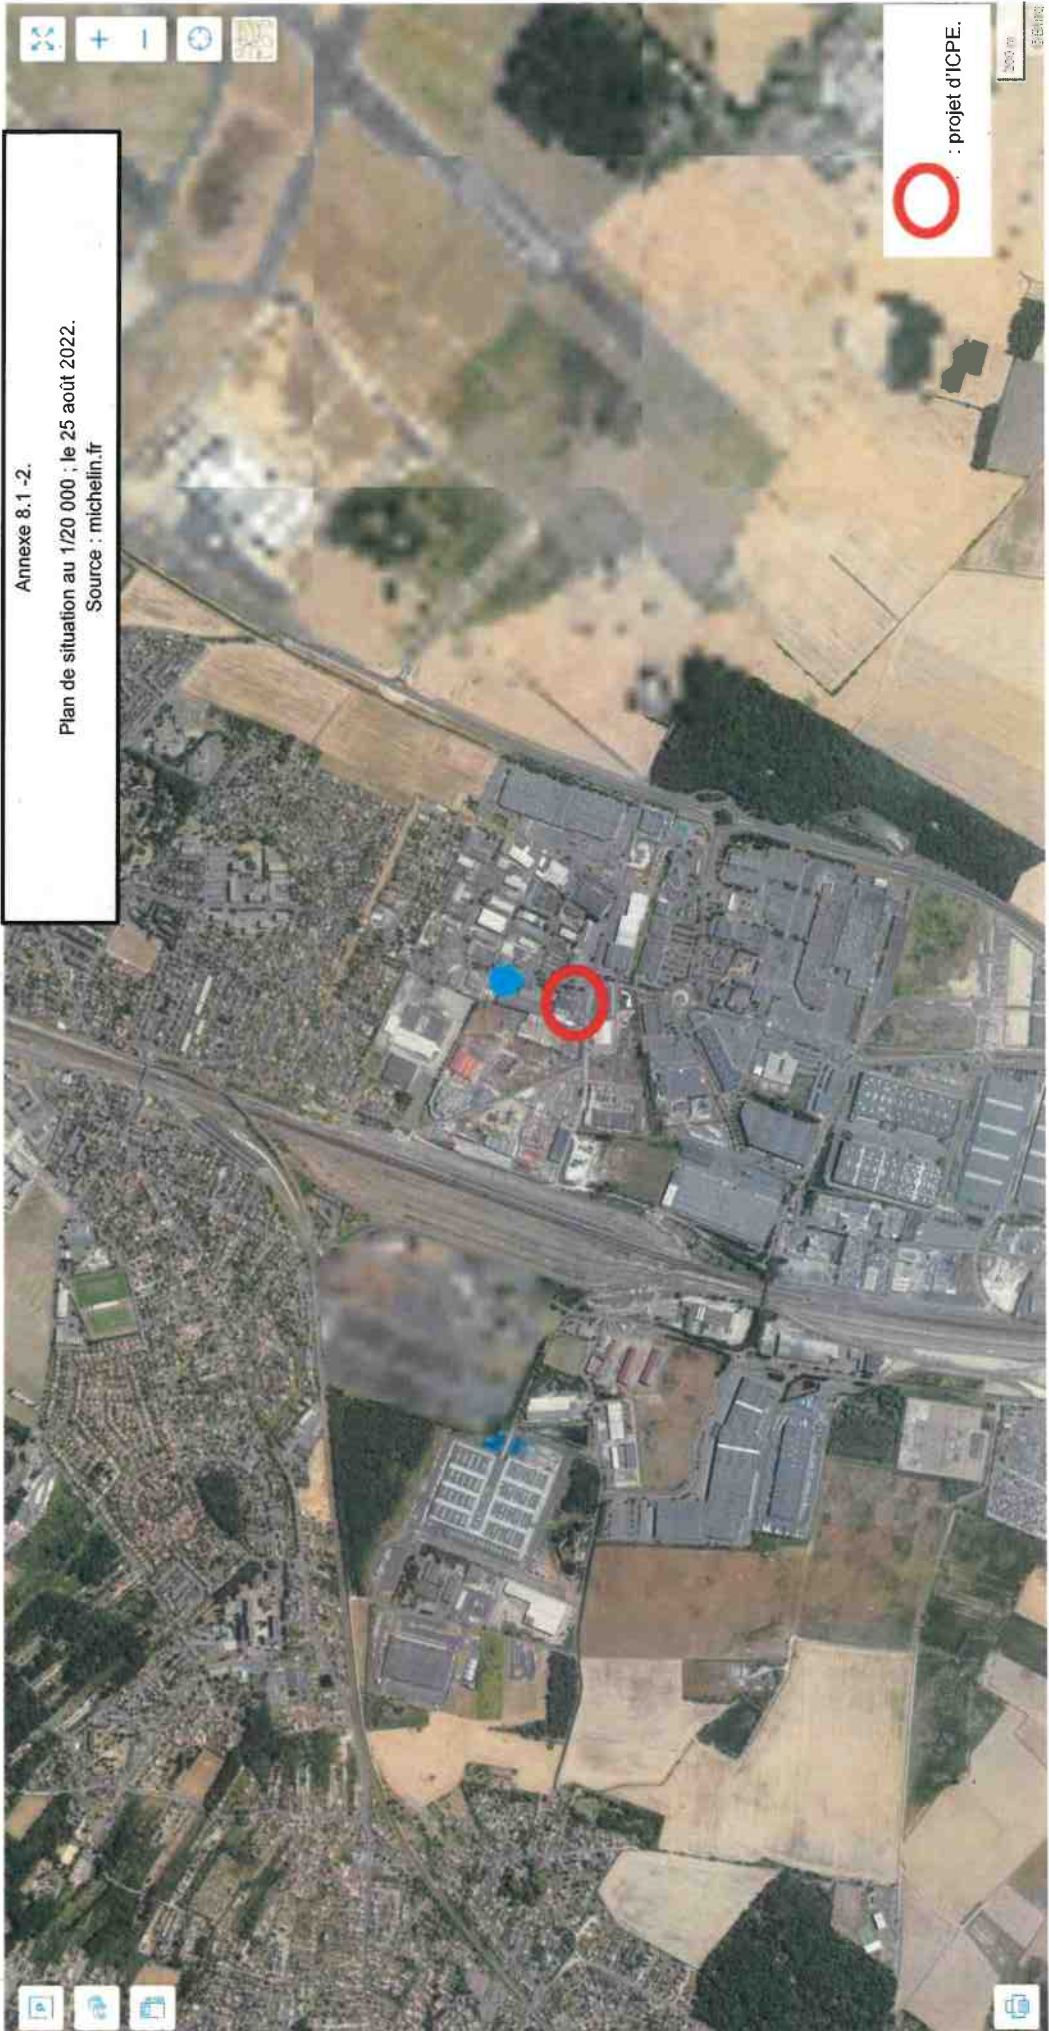 Annexe 8.1 -2.
Plan de situation au 1/20 000 ; le 25 août 2022.
Source : michelin.fr
: projet d'ICPE.